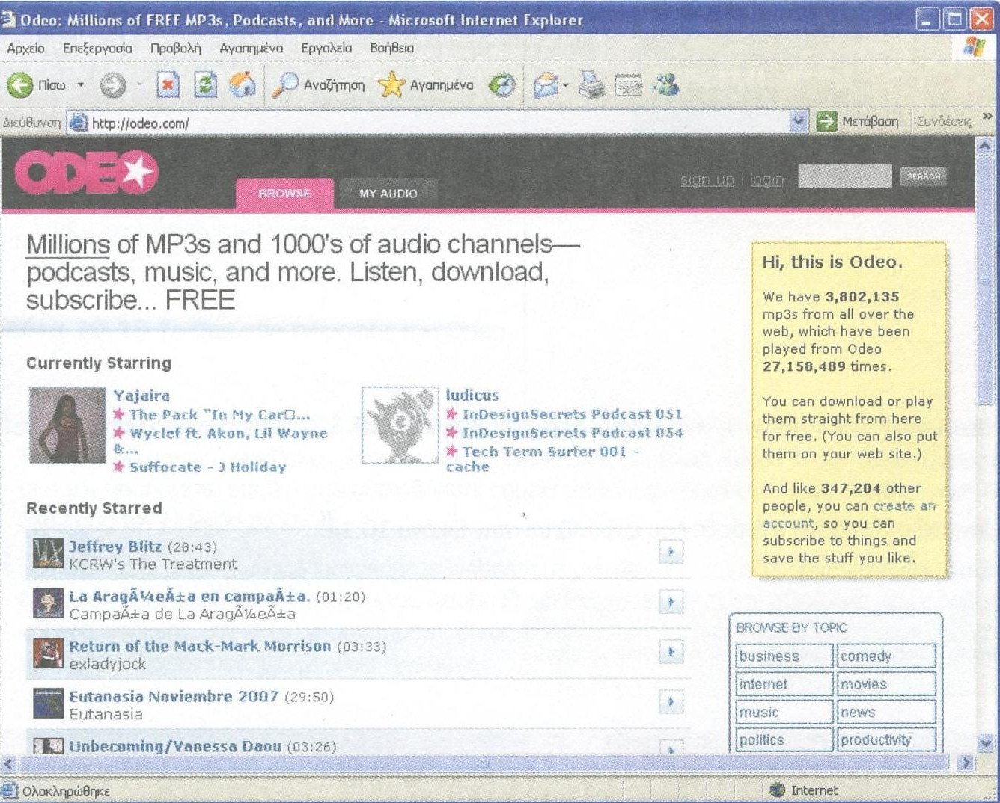 Odeo: Millions of FREE MP3s, Podcasts, and More - Microsoft Internet Explorer
Αρχείο Επεξεργασία Προβολή Αγαπημένα Εργαλεία Βοήθεια
Πίσω Αναζήτηση Αγαπημένα
Διεύθυνση http://odeo.com/ Μετάβαση Συνδέσεις »
ODEO
BROWSE MY AUDIO
sign up | login SEARCH
Millions of MP3s and 1000's of audio channels—
podcasts, music, and more. Listen, download,
subscribe... FREE
Currently Starring
Yajaira
The Pack "In My Car□...
Wyclef ft. Akon, Lil Wayne
&...
Suffocate - J Holiday
ludicus
InDesignSecrets Podcast 051
InDesignSecrets Podcast 054
Tech Term Surfer 001 -
cache
Recently Starred
Jeffrey Blitz (28:43)
KCRW's The Treatment
La AragÃ¼eÃ±a en campaÃ±a. (01:20)
CampaÃ±a de La AragÃ¼eÃ±a
Return of the Mack-Mark Morrison (03:33)
exladyjock
Eutanasia Noviembre 2007 (29:50)
Eutanasia
Unbecoming/Vanessa Daou (03:26)
Hi, this is Odeo.
We have 3,802,135
mp3s from all over the
web, which have been
played from Odeo
27,158,489 times.
You can download or play
them straight from here
for free. (You can also put
them on your web site.)
And like 347,204 other
people, you can create an
account, so you can
subscribe to things and
save the stuff you like.
BROWSE BY TOPIC
business comedy
internet movies
music news
politics productivity
Ολοκληρώθηκε Internet